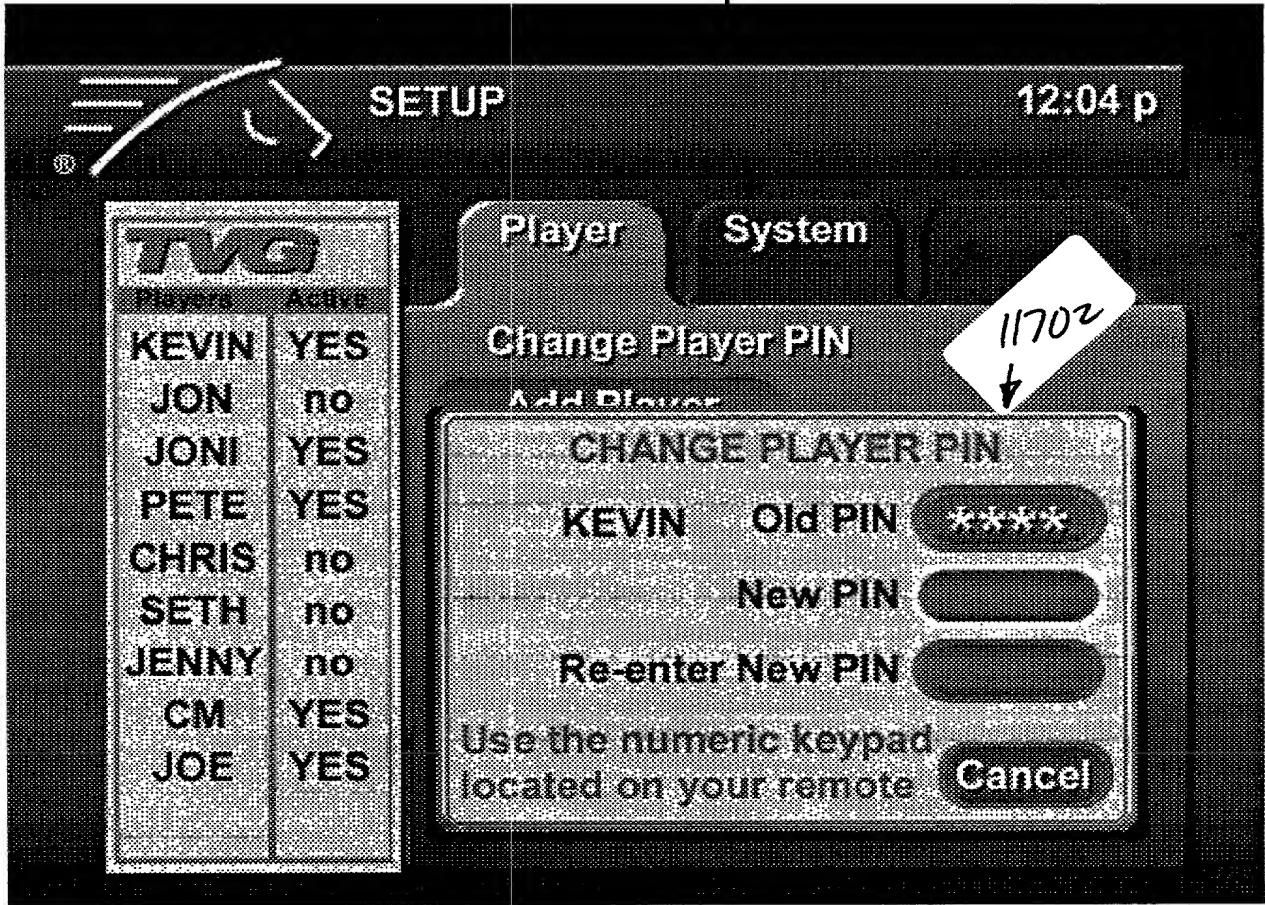 SETUP
12:04 p
®
TVG
Player
System
Players Active
KEVIN YES
JON no
JONI YES
PETE YES
CHRIS no
SETH no
JENNY no
CM YES
JOE YES
Change Player PIN
11702
Add Player
CHANGE PLAYER PIN
KEVIN Old PIN ****
New PIN
Re-enter New PIN
Use the numeric keypad
located on your remote
Cancel